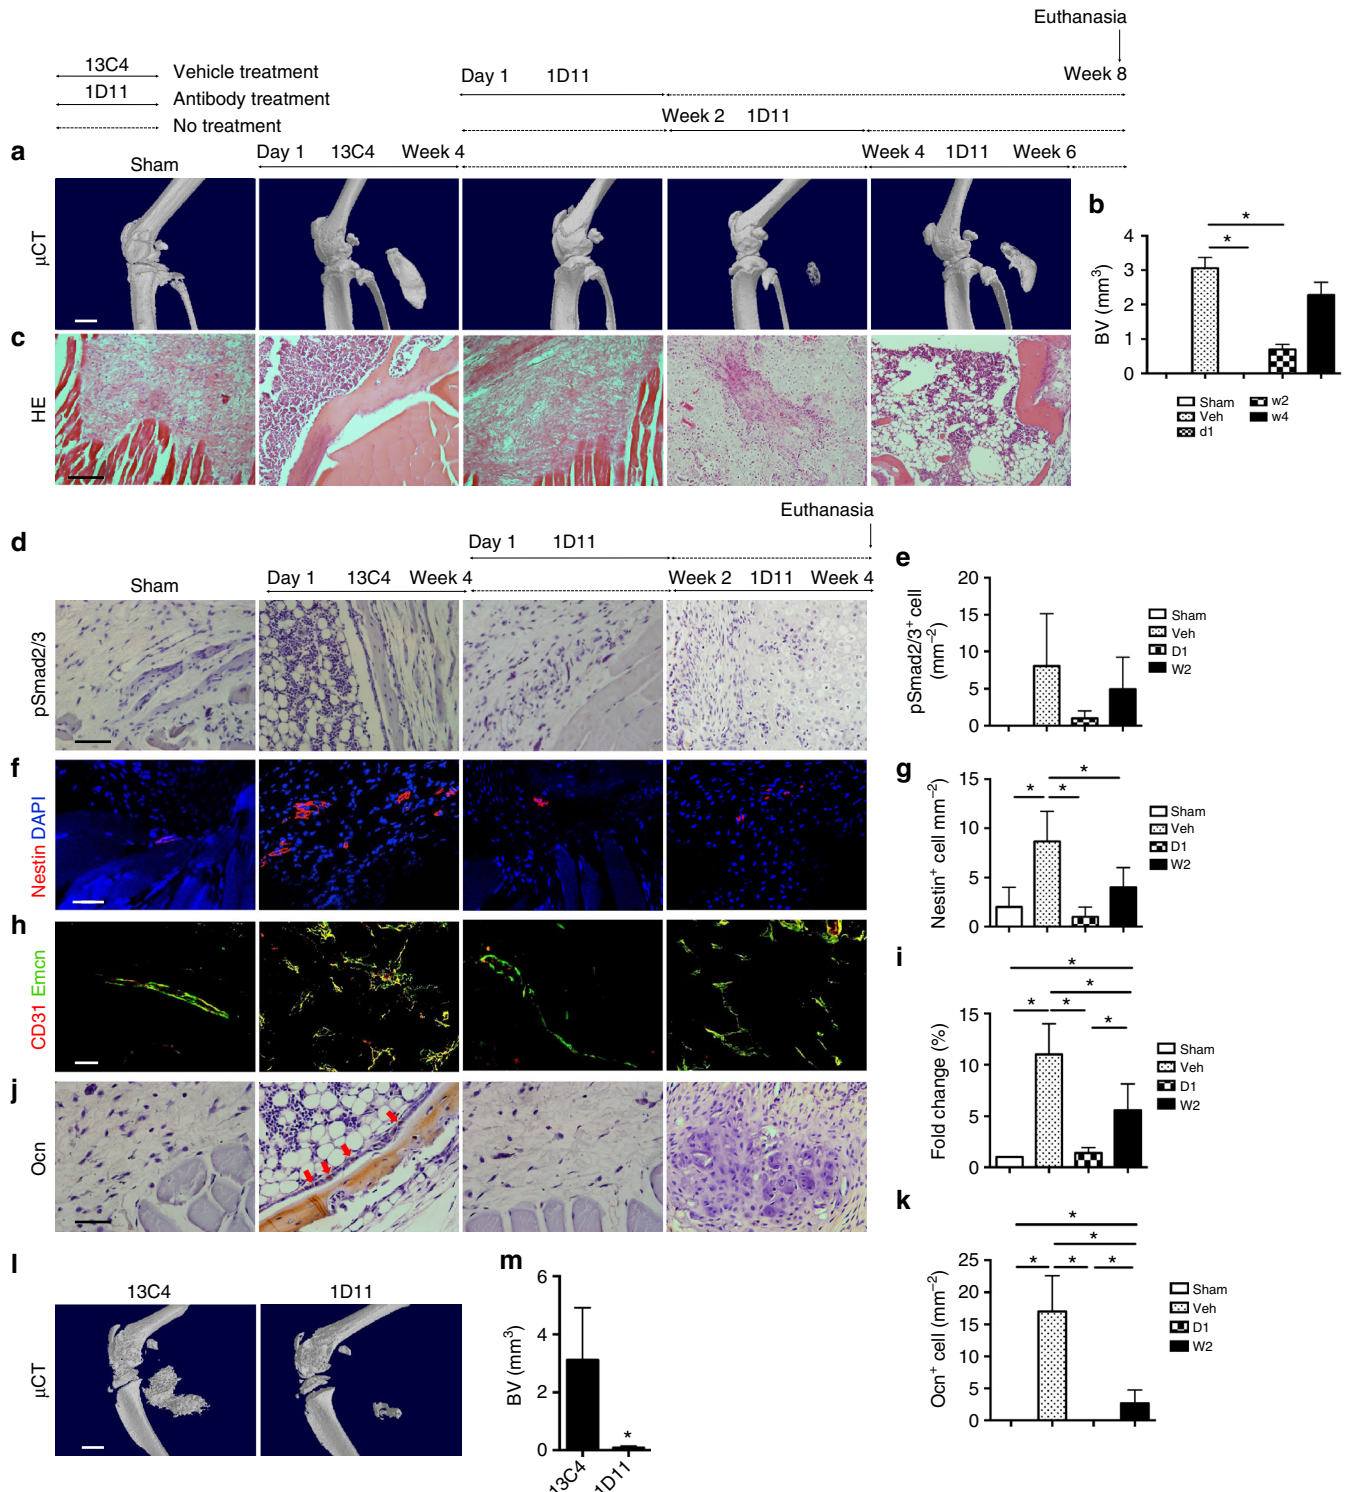 Euthanasia
13C4 Vehicle treatment
Day 1 1D11 Week 8
1D11 Antibody treatment
No treatment
Week 2 1D11
a
Sham
Day 1 13C4 Week 4
Week 4 1D11 Week 6
µCT
b
BV (mm³)
4
3
2
1
0
*
*
Sham
Veh
d1
w2
w4
c
HE
Euthanasia
d
Day 1 1D11
Sham
Day 1 13C4 Week 4
Week 2 1D11 Week 4
pSmad2/3
e
pSmad2/3⁺ cell
(mm⁻²)
20
15
10
5
0
Sham
Veh
D1
W2
f
Nestin DAPI
g
Nestin⁺ cell mm⁻²
15
10
5
0
* *
*
Sham
Veh
D1
W2
h
CD31 Emcn
i
Fold change (%)
15
10
5
0
*
*
* *
*
Sham
Veh
D1
W2
j
Ocn
k
Ocn⁺ cell (mm⁻²)
25
20
15
10
5
0
*
*
* * *
Sham
Veh
D1
W2
l
13C4
1D11
µCT
m
BV (mm³)
6
4
2
0
*
13C4
1D11